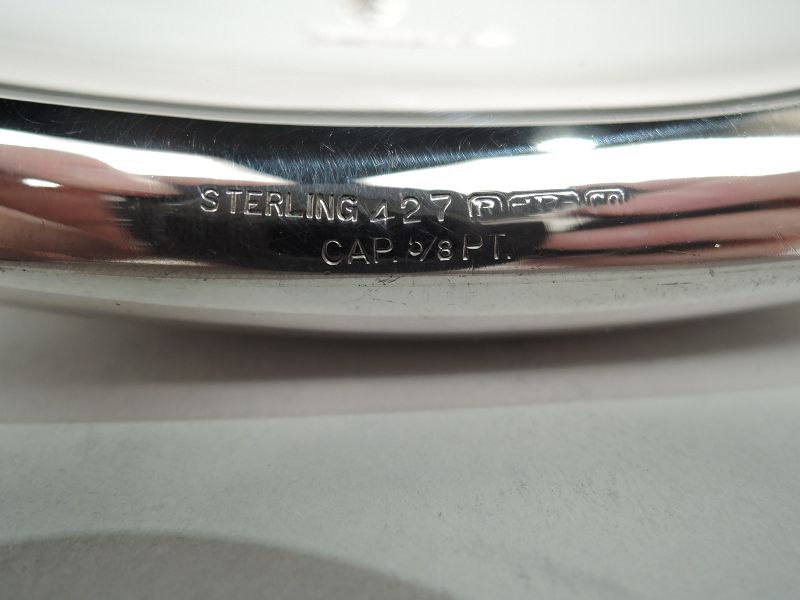 STERLING 427
CAP. 5/8 PT.